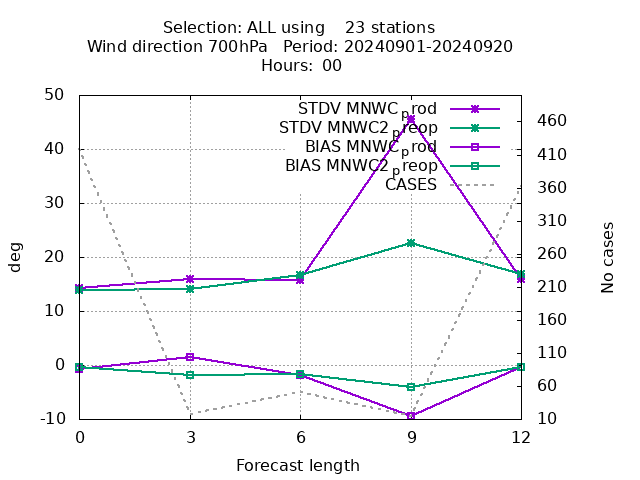 Selection: ALL using    23 stations
Wind direction 700hPa   Period: 20240901-20240920
Hours: 00
STDV MNWC_prod
STDV MNWC2_preop
BIAS MNWC_prod
BIAS MNWC2_preop
CASES
50
40
30
20
10
0
-10
deg
460
410
360
310
260
210
160
110
60
10
No cases
0 3 6 9 12
Forecast length